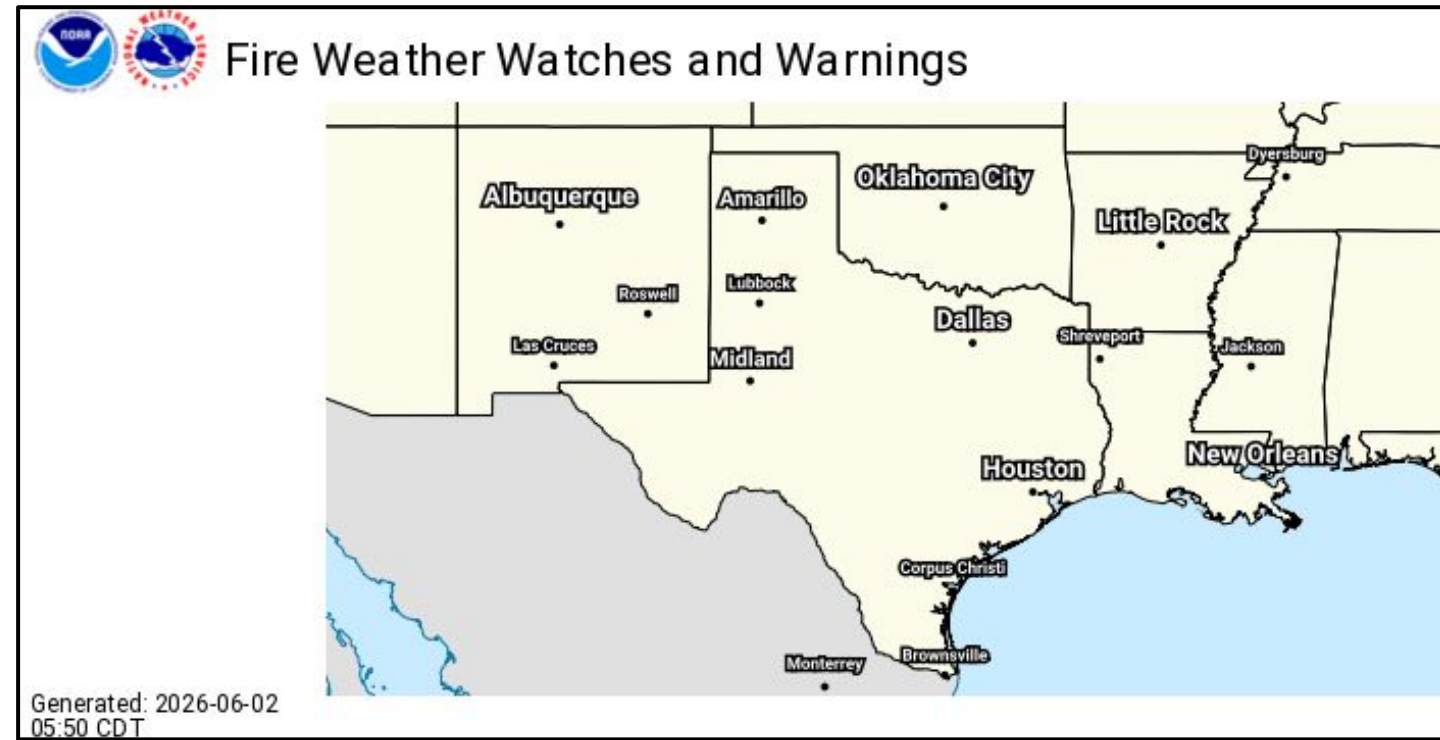 NOAA
Fire Weather Watches and Warnings
Dyersburg
Oklahoma City
Albuquerque
Amarillo
Little Rock
Lubbock
Roswell
Dallas
Shreveport
Las Cruces
Jackson
Midland
New Orleans
Houston
Corpus Christi
Brownsville
Monterrey
Generated: 2026-06-02
05:50 CDT